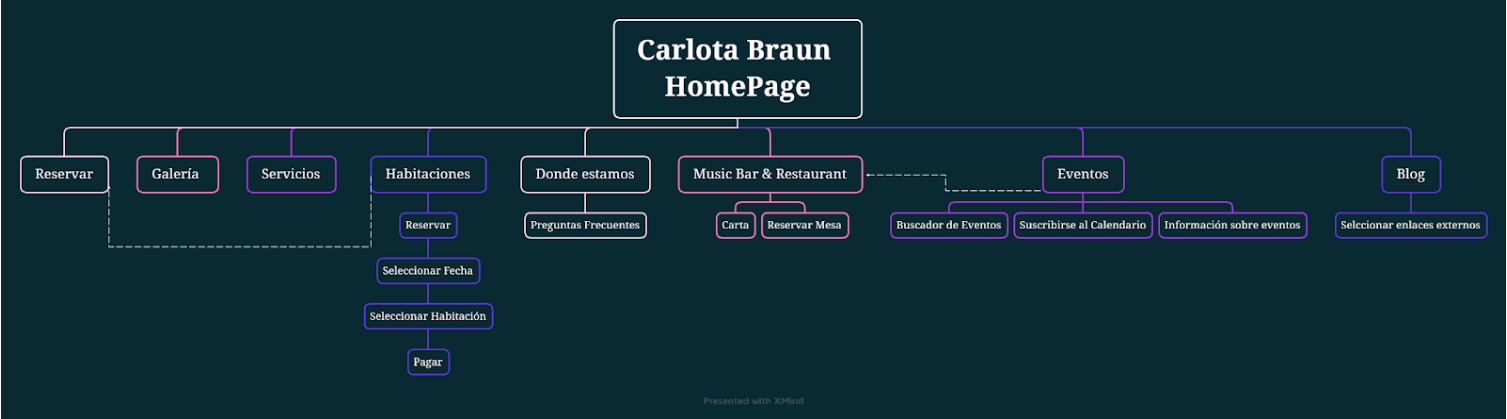 Carlota Braun
HomePage
Reservar
Galería
Servicios
Habitaciones
Donde estamos
Music Bar & Restaurant
Eventos
Blog
Reservar
Preguntas Frecuentes
Carta
Reservar Mesa
Buscador de Eventos
Suscribirse al Calendario
Información sobre eventos
Selccionar enlaces externos
Seleccionar Fecha
Seleccionar Habitación
Pagar
Presented with XMind